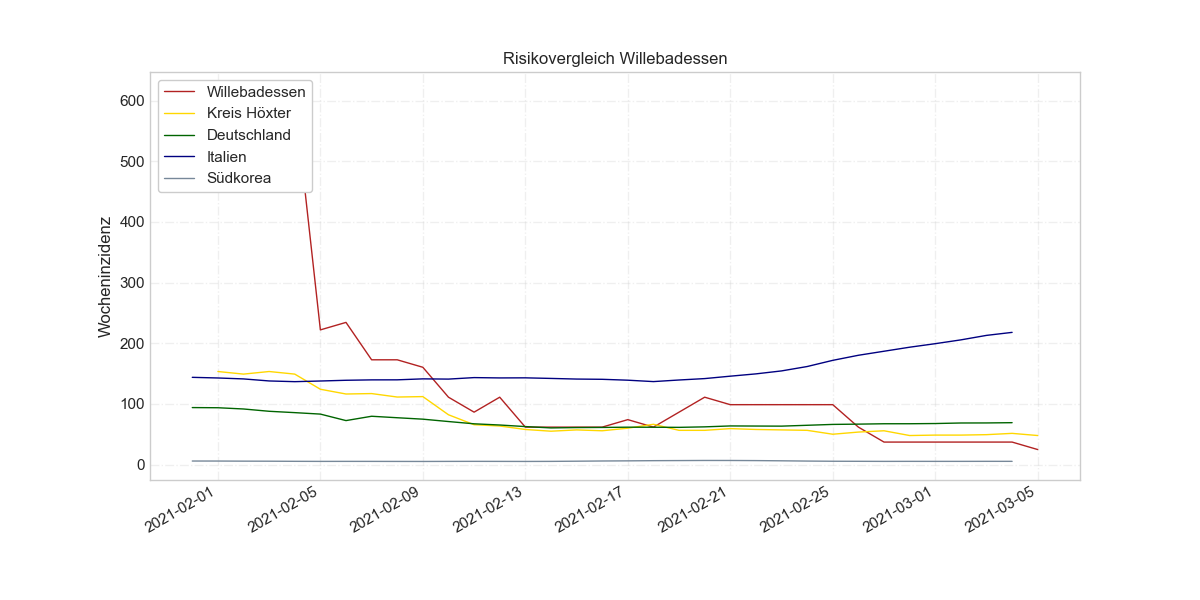 Risikovergleich Willebadessen
Willebadessen
Kreis Höxter
Deutschland
Italien
Südkorea
Wocheninzidenz
600
500
400
300
200
100
0
2021-02-01
2021-02-05
2021-02-09
2021-02-13
2021-02-17
2021-02-21
2021-02-25
2021-03-01
2021-03-05